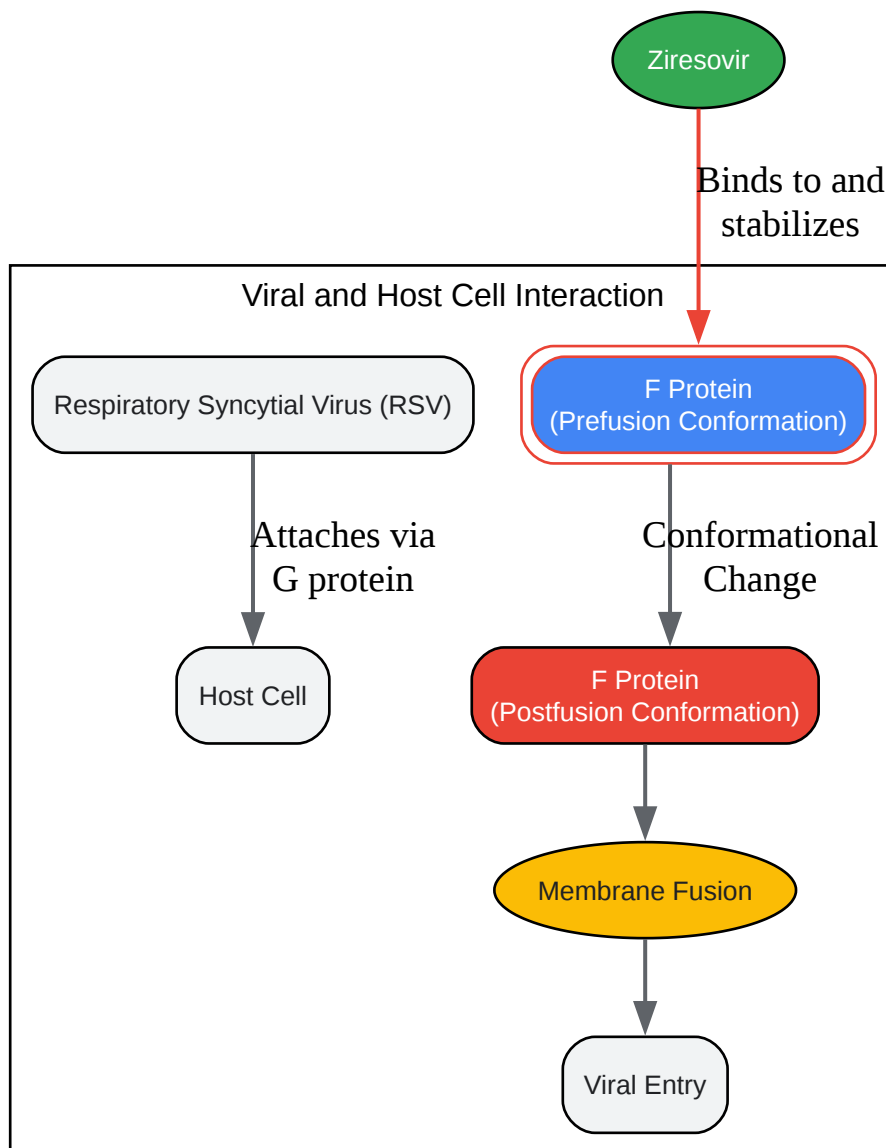 Ziresovir
Binds to and
stabilizes
Viral and Host Cell Interaction
Respiratory Syncytial Virus (RSV)
F Protein
(Prefusion Conformation)
Attaches via
G protein
Conformational
Change
Host Cell
F Protein
(Postfusion Conformation)
Membrane Fusion
Viral Entry